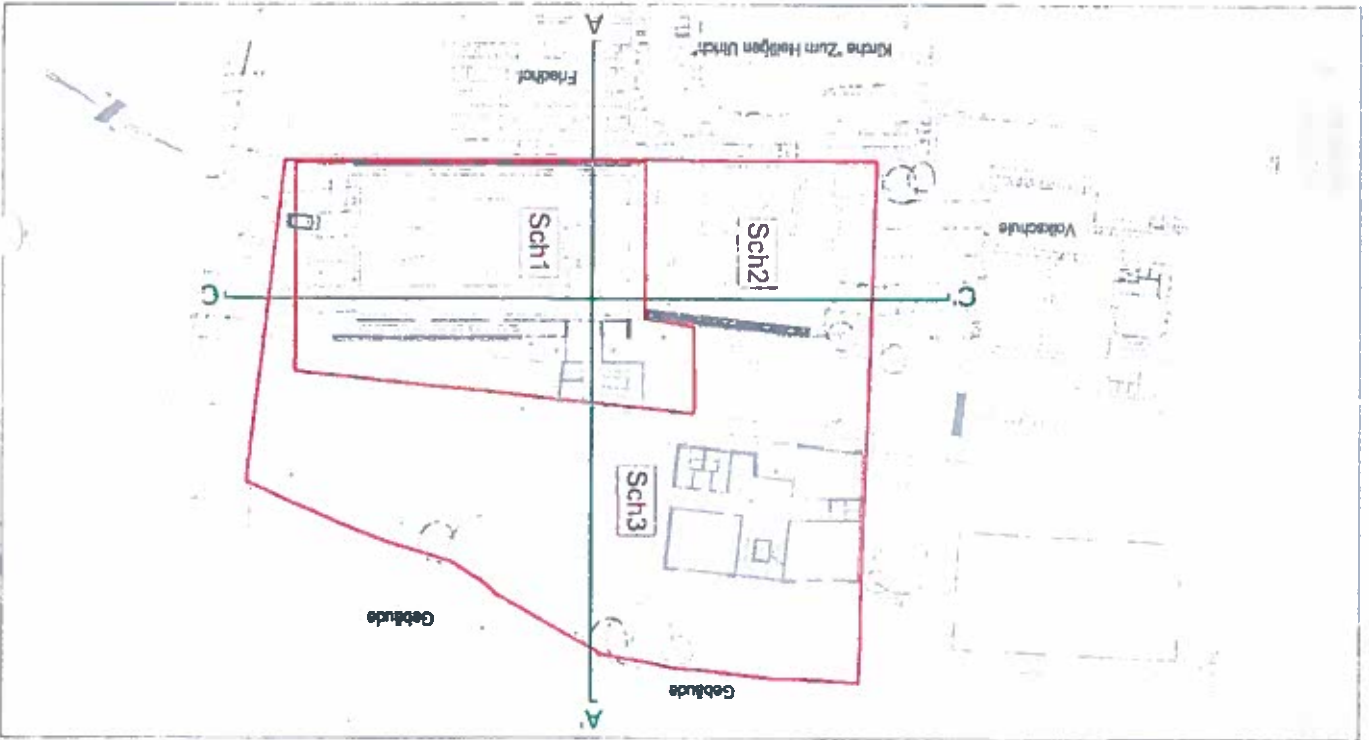 A
Kirche "Zum Heiligen Ulrich"
Friedhof
Sch1
Sch2
Volksschule
C
C'
Sch3
Gebäude
Gebäude
A'